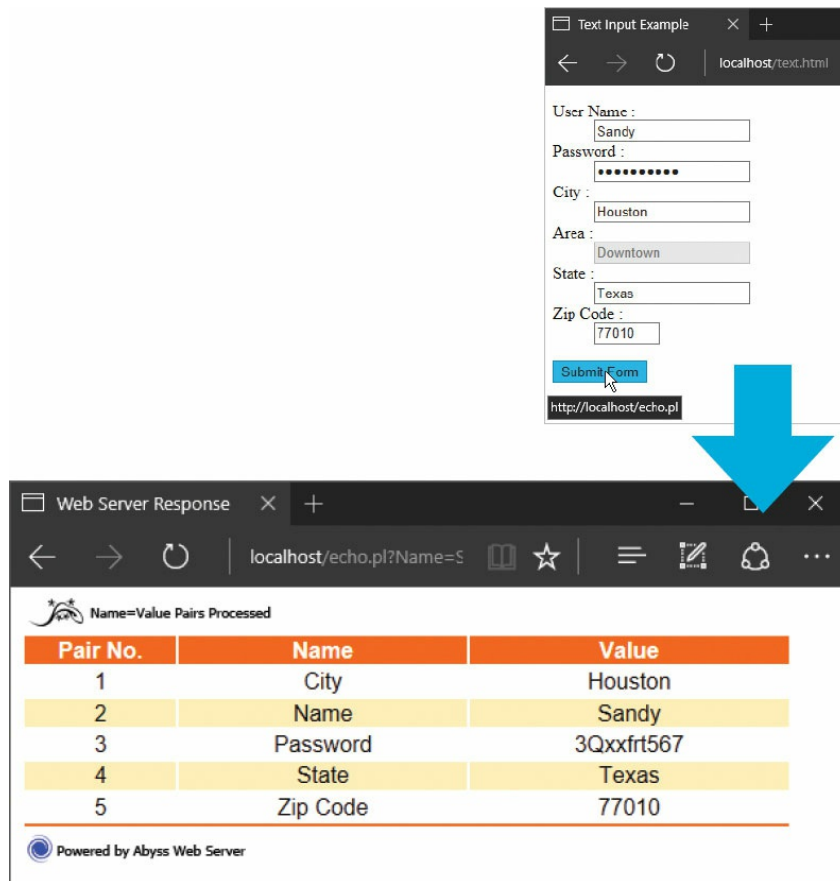 Text Input Example
localhost/text.html
User Name :
Sandy
Password :
••••••••••
City :
Houston
Area :
Downtown
State :
Texas
Zip Code :
77010
Submit Form
http://localhost/echo.pl
Web Server Response
localhost/echo.pl?Name=S
Name=Value Pairs Processed
Pair No. Name Value
1 City Houston
2 Name Sandy
3 Password 3Qxxfrt567
4 State Texas
5 Zip Code 77010
Powered by Abyss Web Server